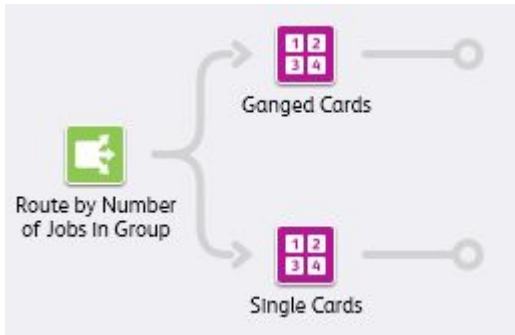 1 2
3 4
Ganged Cards
Route by Number
of Jobs in Group
1 2
3 4
Single Cards